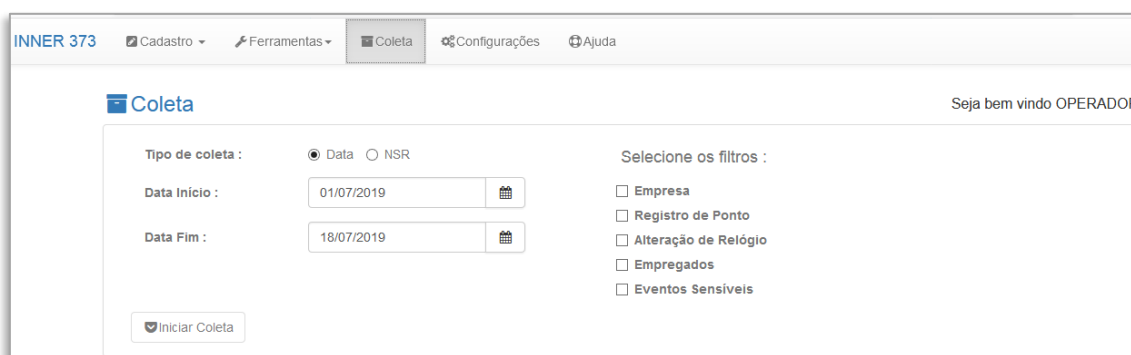 INNER 373 Cadastro Ferramentas Coleta Configurações Ajuda
Coleta Seja bem vindo OPERADOR
Tipo de coleta : Data NSR Selecione os filtros :
Data Início : 01/07/2019 Empresa
Registro de Ponto
Data Fim : 18/07/2019 Alteração de Relógio
Empregados
Eventos Sensíveis
Iniciar Coleta